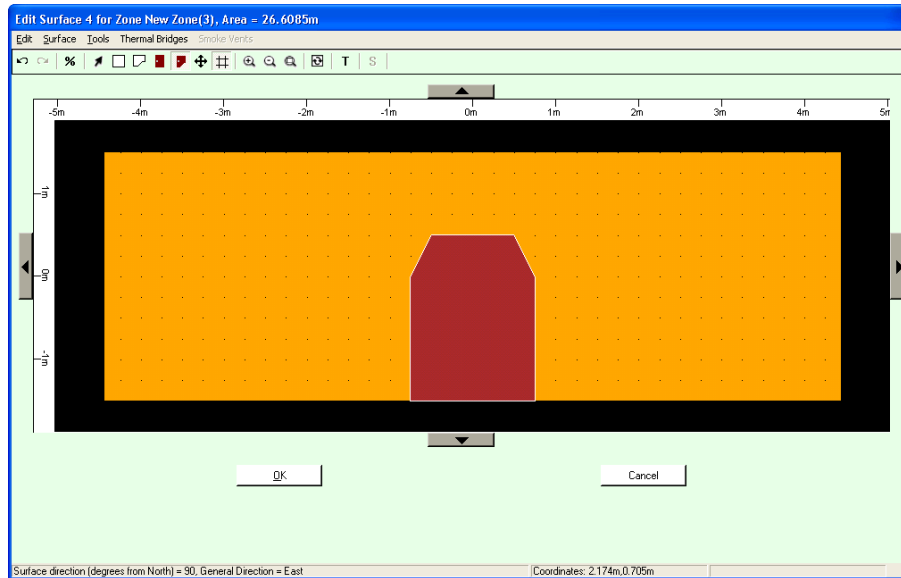 Edit Surface 4 for Zone New Zone(3), Area = 26.6085m
Edit Surface Tools Thermal Bridges Smoke Vents
% T S
-5m -4m -3m -2m -1m 0m 1m 2m 3m 4m 5m
1m
0m
-1m
OK Cancel
Surface direction (degrees from North) = 90, General Direction = East Coordinates: 2.174m,0.705m